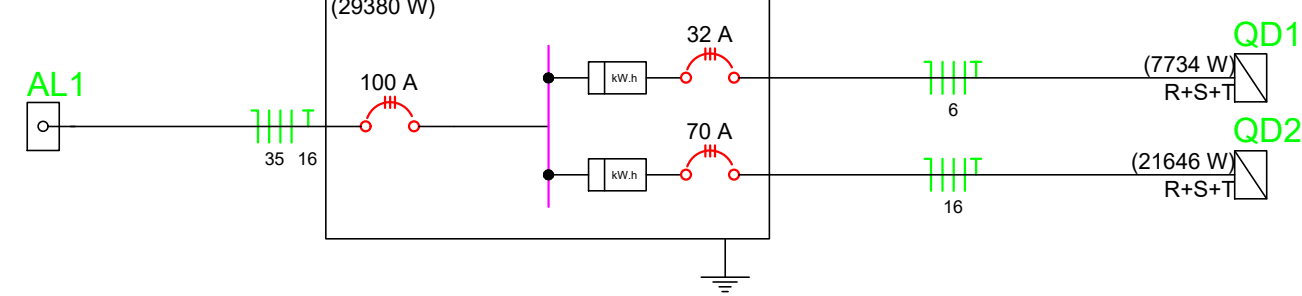 (29380 W)
AL1
35 16
100 A
kW.h
32 A
6
(7734 W)
R+S+T
QD1
kW.h
70 A
16
(21646 W)
R+S+T
QD2